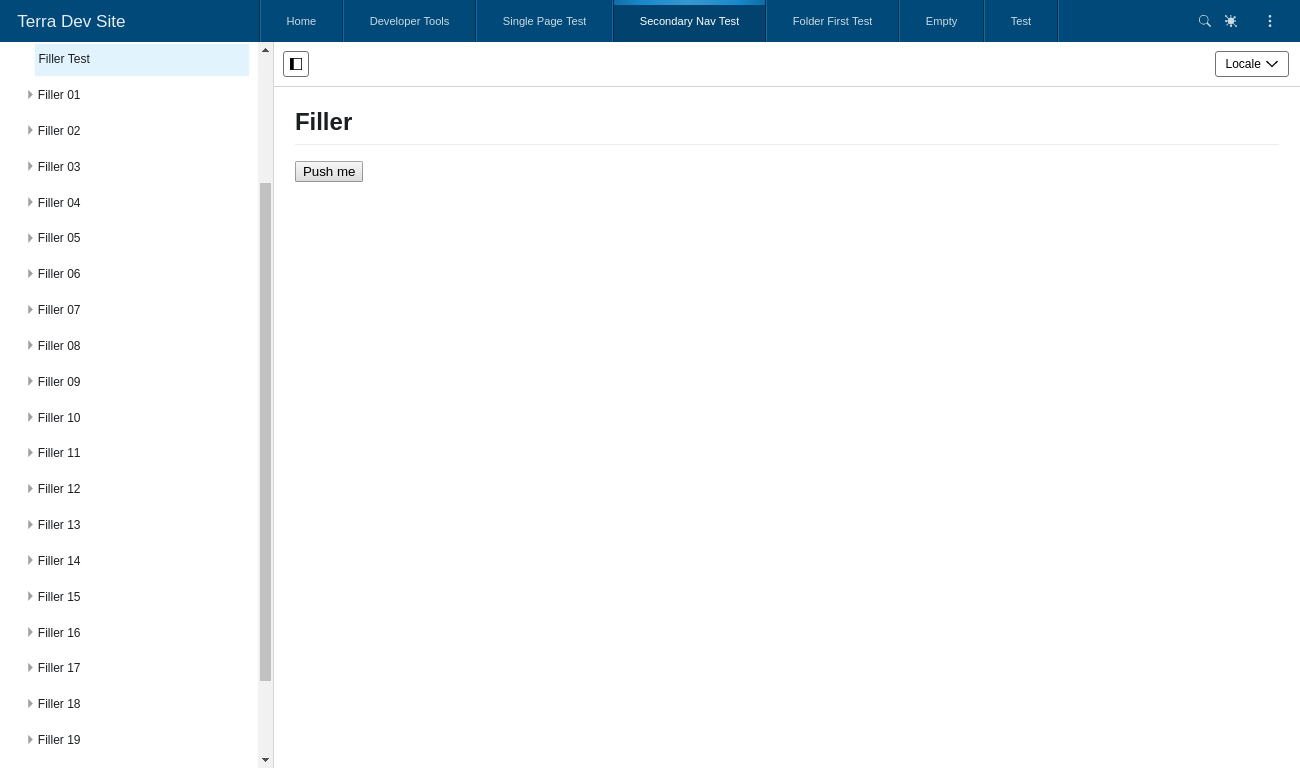 Terra Dev Site
Home
Developer Tools
Single Page Test
Secondary Nav Test
Folder First Test
Empty
Test
Filler Test
Filler 01
Filler 02
Filler 03
Filler 04
Filler 05
Filler 06
Filler 07
Filler 08
Filler 09
Filler 10
Filler 11
Filler 12
Filler 13
Filler 14
Filler 15
Filler 16
Filler 17
Filler 18
Filler 19
Locale
Filler
Push me